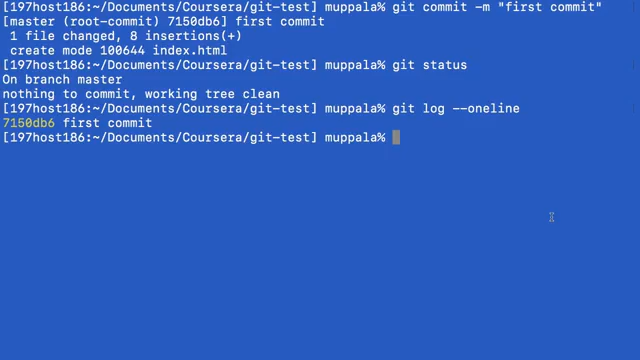 [197host186:~/Documents/Coursera/git-test] muppala% git commit -m "first commit"
[master (root-commit) 7150db6] first commit
 1 file changed, 8 insertions(+)
 create mode 100644 index.html
[197host186:~/Documents/Coursera/git-test] muppala% git status
On branch master
nothing to commit, working tree clean
[197host186:~/Documents/Coursera/git-test] muppala% git log --oneline
7150db6 first commit
[197host186:~/Documents/Coursera/git-test] muppala%